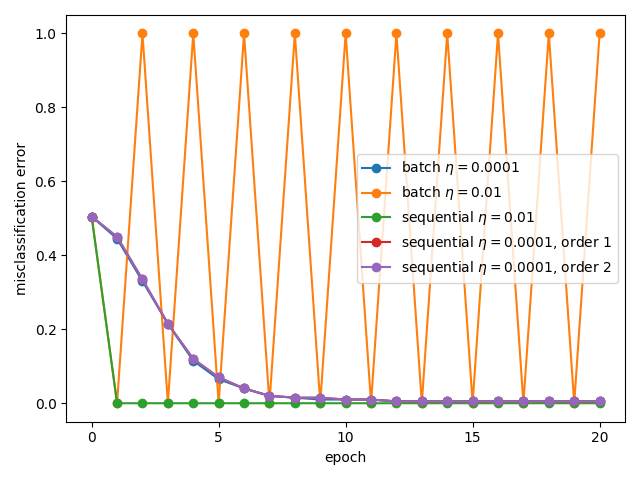 1.0
0.8
0.6
0.4
0.2
0.0
misclassification error
batch η = 0.0001
batch η = 0.01
sequential η = 0.01
sequential η = 0.0001, order 1
sequential η = 0.0001, order 2
0 5 10 15 20
epoch